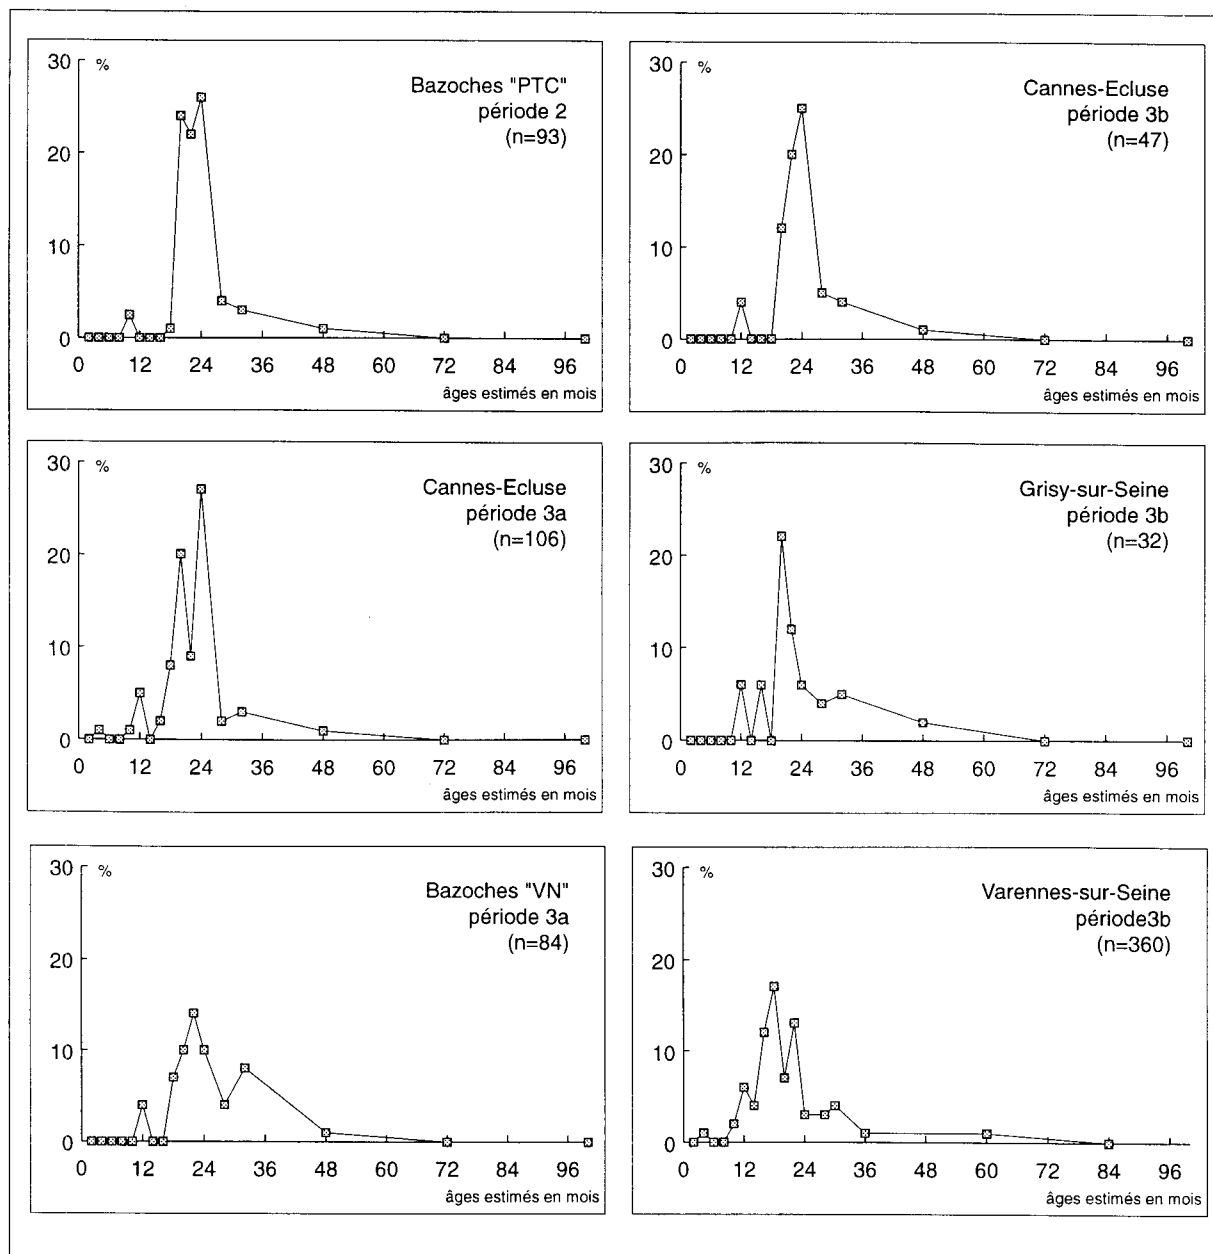 %
30
20
10
0
Bazoches "PTC"
période 2
(n=93)
0 12 24 36 48 60 72 84 96
âges estimés en mois
%
30
20
10
0
Cannes-Ecluse
période 3b
(n=47)
0 12 24 36 48 60 72 84 96
âges estimés en mois
%
30
20
10
0
Cannes-Ecluse
période 3a
(n=106)
0 12 24 36 48 60 72 84 96
âges estimés en mois
%
30
20
10
0
Grisy-sur-Seine
période 3b
(n=32)
0 12 24 36 48 60 72 84 96
âges estimés en mois
%
30
20
10
0
Bazoches "VN"
période 3a
(n=84)
0 12 24 36 48 60 72 84 96
âges estimés en mois
%
30
20
10
0
Varennes-sur-Seine
période3b
(n=360)
0 12 24 36 48 60 72 84 96
âges estimés en mois